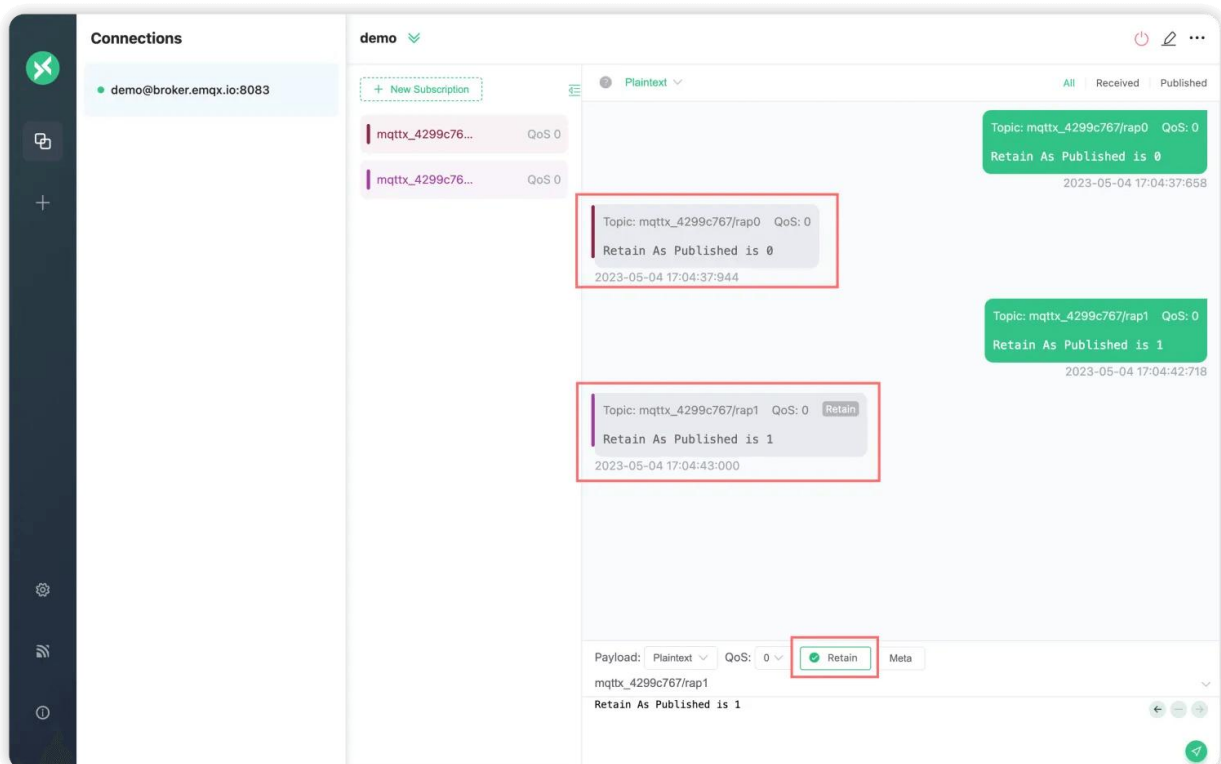 Connections
demo@broker.emqx.io:8083
demo
+ New Subscription
mqttx_4299c76... QoS 0
mqttx_4299c76... QoS 0
Plaintext
All Received Published
Topic: mqttx_4299c767/rap0 QoS: 0
Retain As Published is 0
2023-05-04 17:04:37:658
Topic: mqttx_4299c767/rap0 QoS: 0
Retain As Published is 0
2023-05-04 17:04:37:944
Topic: mqttx_4299c767/rap1 QoS: 0
Retain As Published is 1
2023-05-04 17:04:42:718
Topic: mqttx_4299c767/rap1 QoS: 0 Retain
Retain As Published is 1
2023-05-04 17:04:43:000
Payload: Plaintext QoS: 0 Retain Meta
mqttx_4299c767/rap1
Retain As Published is 1